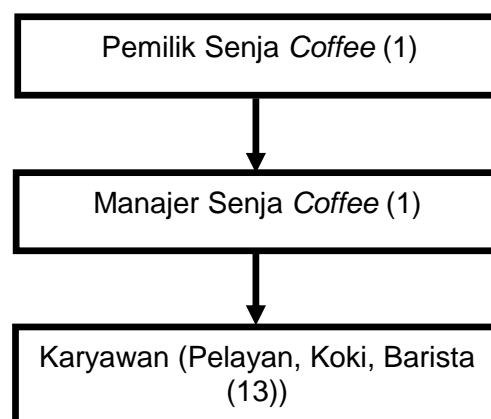 Pemilik Senja Coffee (1)
Manajer Senja Coffee (1)
Karyawan (Pelayan, Koki, Barista
(13))